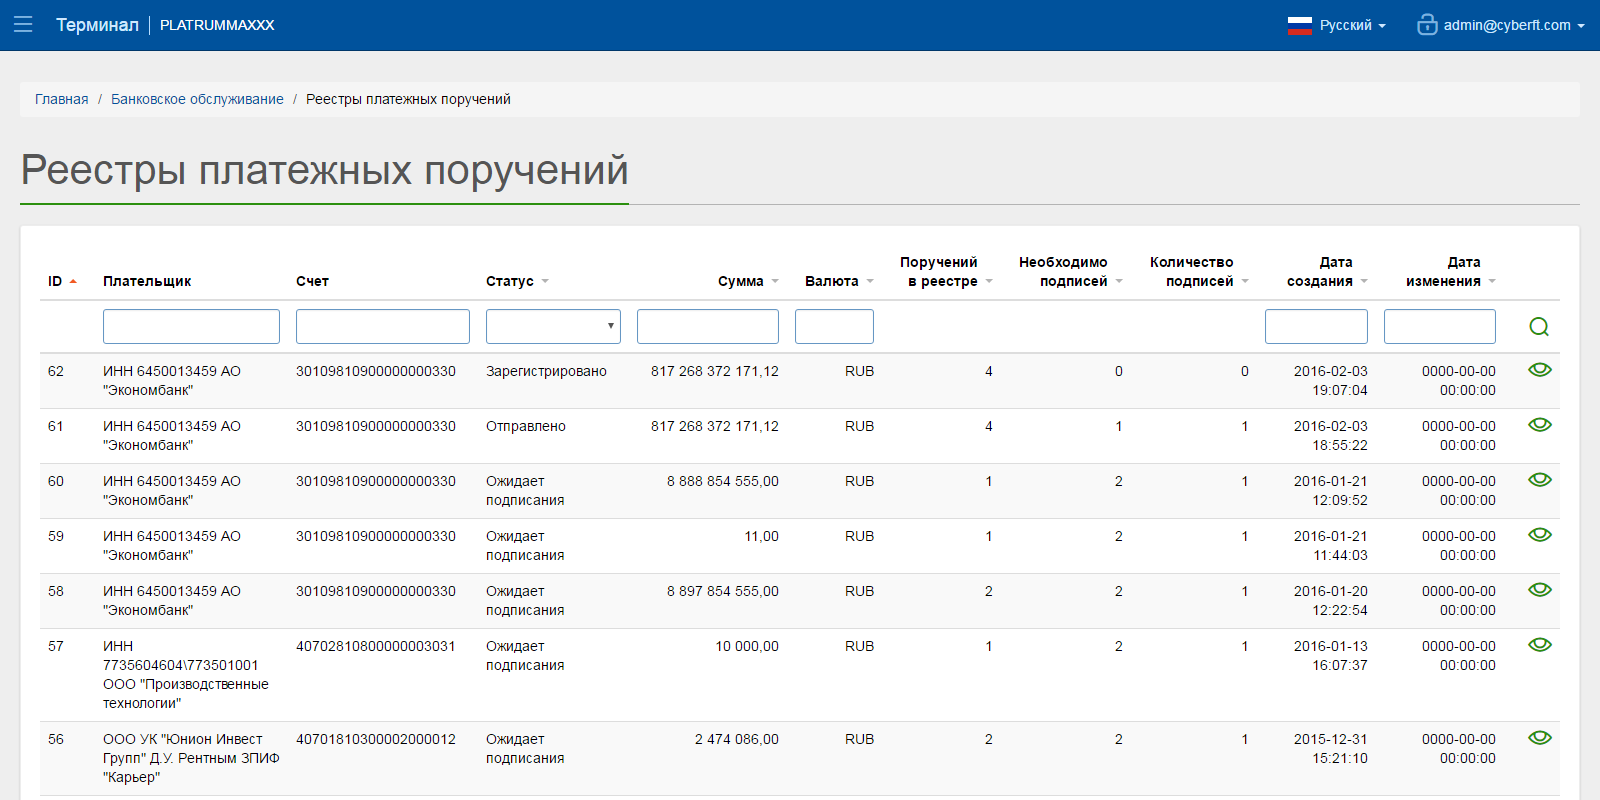 Терминал PLATRUMMAXXX Русский admin@cyberft.com
Главная / Банковское обслуживание / Реестры платежных поручений
Реестры платежных поручений
Поручений Необходимо Количество Дата Дата
ID Плательщик Счет Статус Сумма Валюта в реестре подписей подписей создания изменения
62 ИНН 6450013459 АО 30109810900000000330 Зарегистрировано 817 268 372 171,12 RUB 4 0 0 2016-02-03 0000-00-00
"Экономбанк" 19:07:04 00:00:00
61 ИНН 6450013459 АО 30109810900000000330 Отправлено 817 268 372 171,12 RUB 4 1 1 2016-02-03 0000-00-00
"Экономбанк" 18:55:22 00:00:00
60 ИНН 6450013459 АО 30109810900000000330 Ожидает 8 888 854 555,00 RUB 1 2 1 2016-01-21 0000-00-00
"Экономбанк" подписания 12:09:52 00:00:00
59 ИНН 6450013459 АО 30109810900000000330 Ожидает 11,00 RUB 1 2 1 2016-01-21 0000-00-00
"Экономбанк" подписания 11:44:03 00:00:00
58 ИНН 6450013459 АО 30109810900000000330 Ожидает 8 897 854 555,00 RUB 2 2 1 2016-01-20 0000-00-00
"Экономбанк" подписания 12:22:54 00:00:00
57 ИНН 40702810800000003031 Ожидает 10 000,00 RUB 1 2 1 2016-01-13 0000-00-00
7735604604\773501001 подписания 16:07:37 00:00:00
ООО "Производственные
технологии"
56 ООО УК "Юнион Инвест 40701810300002000012 Ожидает 2 474 086,00 RUB 2 2 1 2015-12-31 0000-00-00
Групп" Д.У. Рентным ЗПИФ подписания 15:21:10 00:00:00
"Карьер"